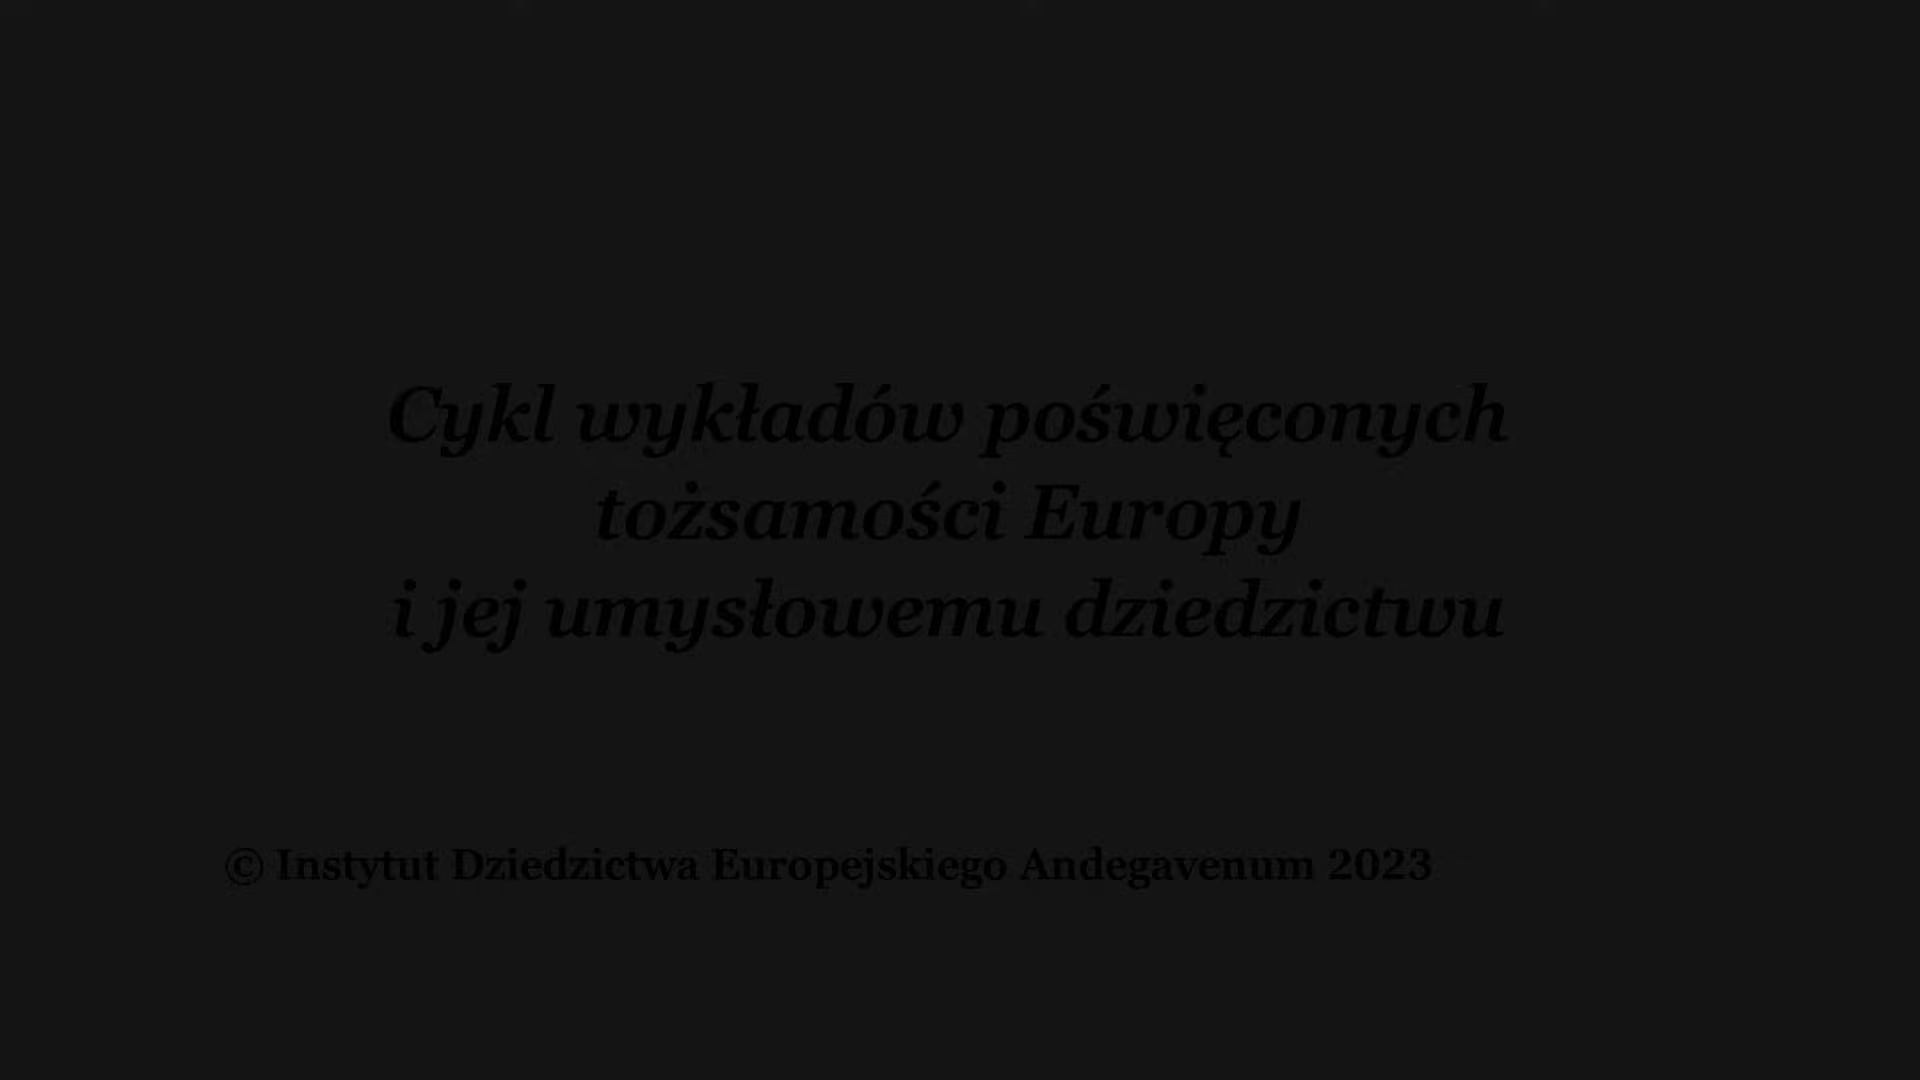 Cykl wykładów poświęconych
tożsamości Europy
i jej umysłowemu dziedzictwu
© Instytut Dziedzictwa Europejskiego Andegavenum 2023